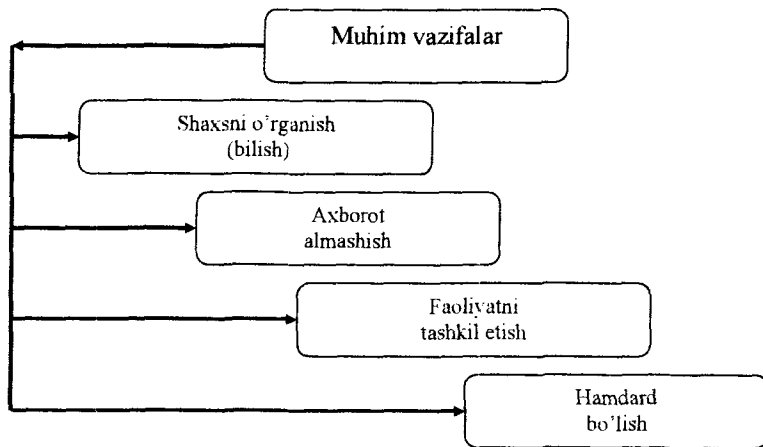 Muhim vazifalar
Shaxsni o’rganish
(bilish)
Axborot
almashish
Faoliyatni
tashkil etish
Hamdard
bo’lish